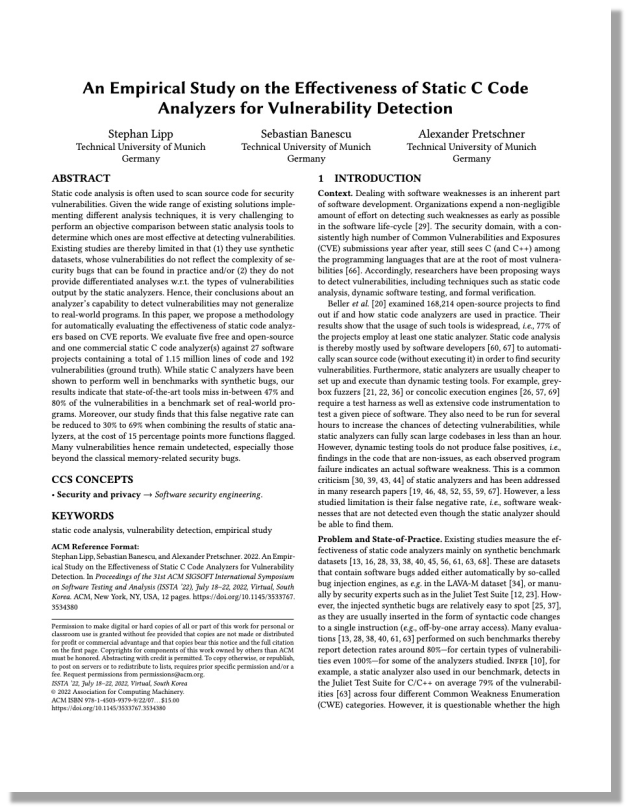 An Empirical Study on the Effectiveness of Static C Code
Analyzers for Vulnerability Detection
Stephan Lipp
Technical University of Munich
Germany
Sebastian Banescu
Technical University of Munich
Germany
Alexander Pretschner
Technical University of Munich
Germany
ABSTRACT
Static code analysis is often used to scan source code for security
vulnerabilities. Given the wide range of existing solutions imple-
menting different analysis techniques, it is very challenging to
perform an objective comparison between static analysis tools to
determine which ones are most effective at detecting vulnerabilities.
Existing studies are thereby limited in that (1) they use synthetic
datasets, whose vulnerabilities do not reflect the complexity of se-
curity bugs that can be found in practice and/or (2) they do not
provide differentiated analyses w.r.t. the types of vulnerabilities
output by the static analyzers. Hence, their conclusions about an
analyzer's capability to detect vulnerabilities may not generalize
to real-world programs. In this paper, we propose a methodology
for automatically evaluating the effectiveness of static code analyz-
ers based on CVE reports. We evaluate five free and open-source
and one commercial static C code analyzer(s) against 27 software
projects containing a total of 1.15 million lines of code and 192
vulnerabilities (ground truth). While static C analyzers have been
shown to perform well in benchmarks with synthetic bugs, our
results indicate that state-of-the-art tools miss in-between 47% and
80% of the vulnerabilities in a benchmark set of real-world pro-
grams. Moreover, our study finds that this false negative rate can
be reduced to 30% to 69% when combining the results of static ana-
lyzers, at the cost of 15 percentage points more functions flagged.
Many vulnerabilities hence remain undetected, especially those
beyond the classical memory-related security bugs.
CCS CONCEPTS
• Security and privacy → Software security engineering.
KEYWORDS
static code analysis, vulnerability detection, empirical study
ACM Reference Format:
Stephan Lipp, Sebastian Banescu, and Alexander Pretschner. 2022. An Empir-
ical Study on the Effectiveness of Static C Code Analyzers for Vulnerability
Detection. In Proceedings of the 31st ACM SIGSOFT International Symposium
on Software Testing and Analysis (ISSTA '22), July 18–22, 2022, Virtual, South
Korea. ACM, New York, NY, USA, 12 pages. https://doi.org/10.1145/3533767.
3534380
Permission to make digital or hard copies of all or part of this work for personal or
classroom use is granted without fee provided that copies are not made or distributed
for profit or commercial advantage and that copies bear this notice and the full citation
on the first page. Copyrights for components of this work owned by others than ACM
must be honored. Abstracting with credit is permitted. To copy otherwise, or republish,
to post on servers or to redistribute to lists, requires prior specific permission and/or a
fee. Request permissions from permissions@acm.org.
ISSTA '22, July 18–22, 2022, Virtual, South Korea
© 2022 Association for Computing Machinery.
ACM ISBN 978-1-4503-9379-9/22/07...$15.00
https://doi.org/10.1145/3533767.3534380
1 INTRODUCTION
Context. Dealing with software weaknesses is an inherent part
of software development. Organizations expend a non-negligible
amount of effort on detecting such weaknesses as early as possible
in the software life-cycle [29]. The security domain, with a con-
sistently high number of Common Vulnerabilities and Exposures
(CVE) submissions year after year, still sees C (and C++) among
the programming languages that are at the root of most vulnera-
bilities [66]. Accordingly, researchers have been proposing ways
to detect vulnerabilities, including techniques such as static code
analysis, dynamic software testing, and formal verification.
Beller et al. [20] examined 168,214 open-source projects to find
out if and how static code analyzers are used in practice. Their
results show that the usage of such tools is widespread, i.e., 77% of
the projects employ at least one static analyzer. Static code analysis
is thereby mostly used by software developers [60, 67] to automati-
cally scan source code (without executing it) in order to find security
vulnerabilities. Furthermore, static analyzers are usually cheaper to
set up and execute than dynamic testing tools. For example, grey-
box fuzzers [21, 22, 36] or concolic execution engines [26, 57, 69]
require a test harness as well as extensive code instrumentation to
test a given piece of software. They also need to be run for several
hours to increase the chances of detecting vulnerabilities, while
static analyzers can fully scan large codebases in less than an hour.
However, dynamic testing tools do not produce false positives, i.e.,
findings in the code that are non-issues, as each observed program
failure indicates an actual software weakness. This is a common
criticism [30, 39, 43, 44] of static analyzers and has been addressed
in many research papers [19, 46, 48, 52, 55, 59, 67]. However, a less
studied limitation is their false negative rate, i.e., software weak-
nesses that are not detected even though the static analyzer should
be able to find them.
Problem and State-of-Practice. Existing studies measure the ef-
fectiveness of static code analyzers mainly on synthetic benchmark
datasets [13, 16, 28, 33, 38, 40, 45, 56, 61, 63, 68]. These are datasets
that contain software bugs added either automatically by so-called
bug injection engines, as e.g. in the LAVA-M dataset [34], or manu-
ally by security experts such as in the Juliet Test Suite [12, 23]. How-
ever, the injected synthetic bugs are relatively easy to spot [25, 37],
as they are usually inserted in the form of syntactic code changes
to a single instruction (e.g., off-by-one array access). Many evalua-
tions [13, 28, 38, 40, 61, 63] performed on such benchmarks thereby
report detection rates around 80%—for certain types of vulnerabili-
ties even 100%—for some of the analyzers studied. Infer [10], for
example, a static analyzer also used in our benchmark, detects in
the Juliet Test Suite for C/C++ on average 79% of the vulnerabil-
ities [63] across four different Common Weakness Enumeration
(CWE) categories. However, it is questionable whether the high